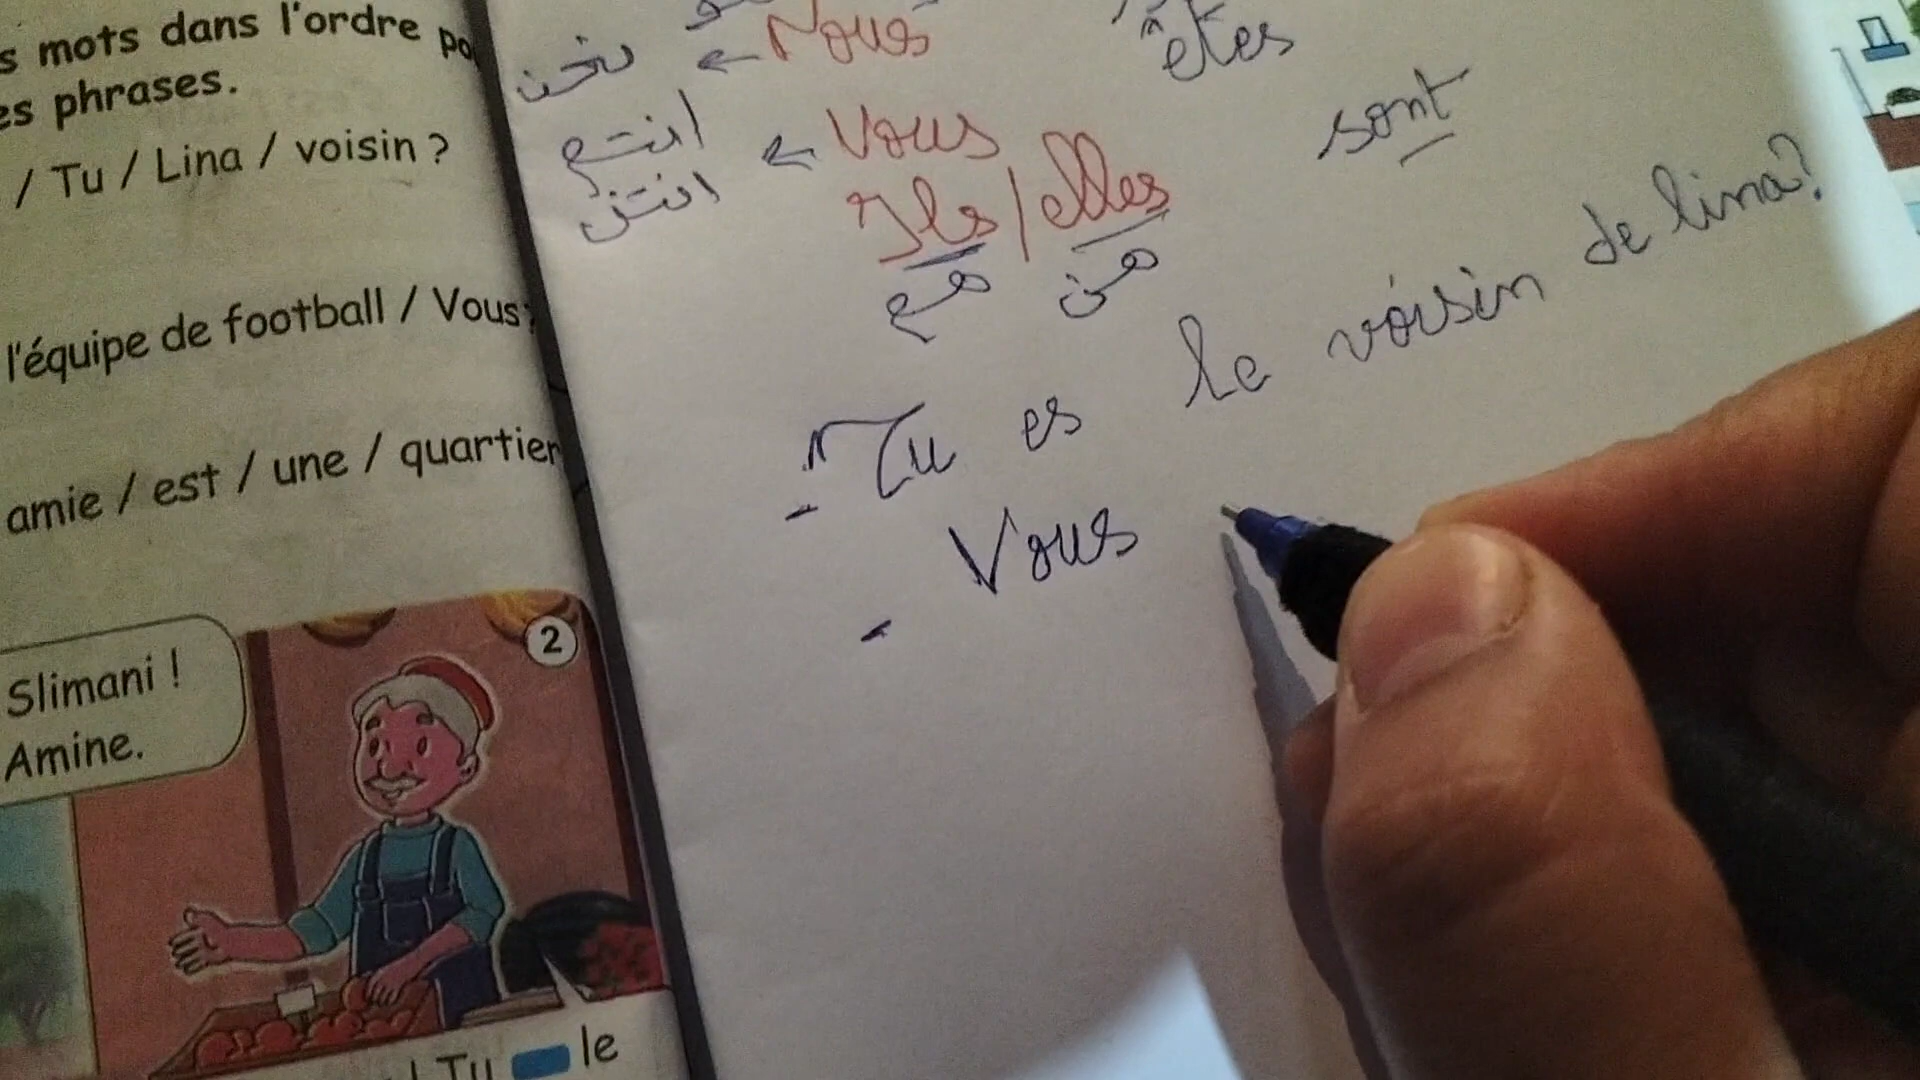 s mots dans l'ordre po
es phrases.
/ Tu / Lina / voisin ?
l'équipe de football / Vous
amie / est / une / quartier
Slimani !
Amine.
2
Tu le
نحن ← Nous
êtes
انتم ← Vous
انتن
sont
Ils / elles
هم هن
Tu es le voisin de lina?
- Vous
-